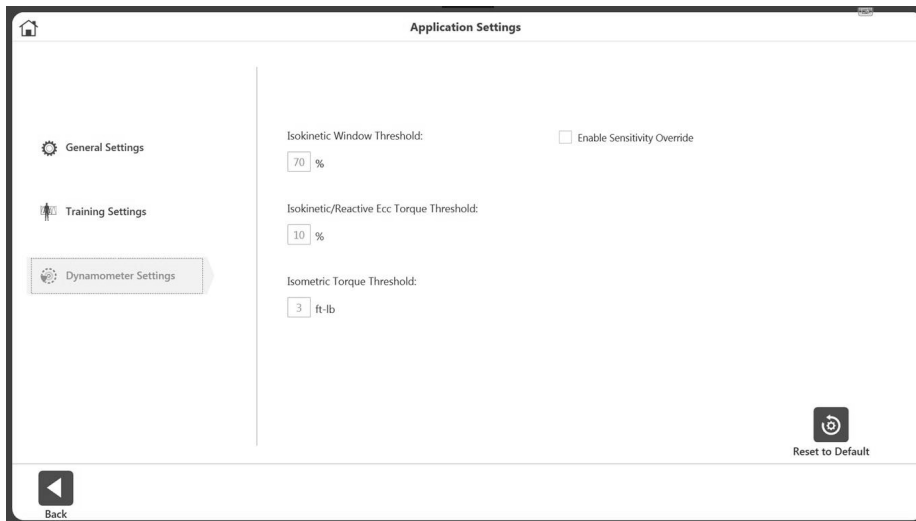 Application Settings
General Settings
Training Settings
Dynamometer Settings
Isokinetic Window Threshold:
70 %
Isokinetic/Reactive Ecc Torque Threshold:
10 %
Isometric Torque Threshold:
3 ft-lb
Enable Sensitivity Override
Reset to Default
Back